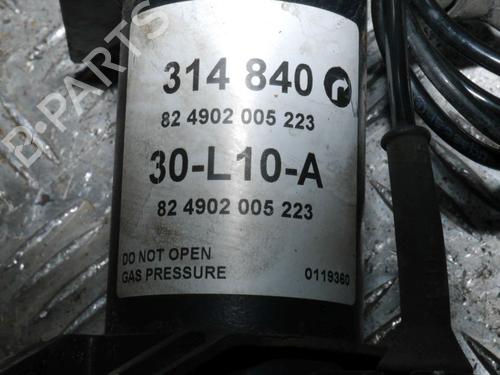 314 840
82 4902 005 223
30-L10-A
82 4902 005 223
DO NOT OPEN
GAS PRESSURE 0119360
B-PARTS